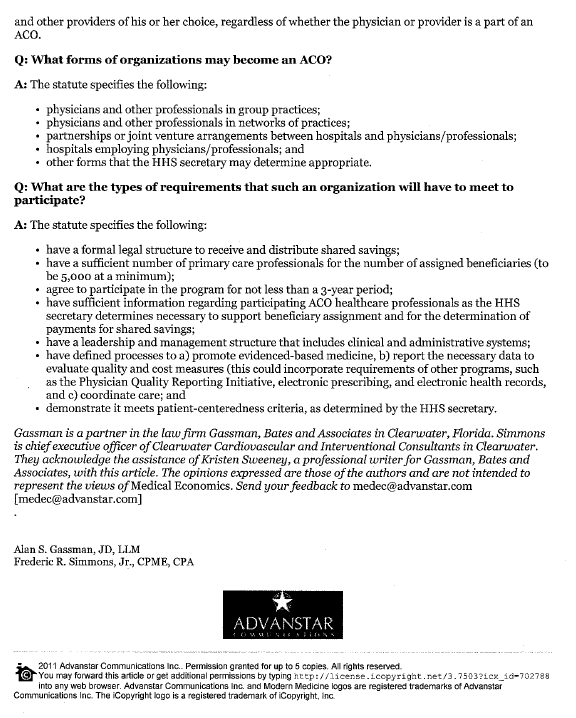 and other providers of his or her choice, regardless of whether the physician or provider is a part of an
ACO.
Q: What forms of organizations may become an ACO?
A: The statute specifies the following:
• physicians and other professionals in group practices;
• physicians and other professionals in networks of practices;
• partnerships or joint venture arrangements between hospitals and physicians/professionals;
• hospitals employing physicians/professionals; and
• other forms that the HHS secretary may determine appropriate.
Q: What are the types of requirements that such an organization will have to meet to
participate?
A: The statute specifies the following:
• have a formal legal structure to receive and distribute shared savings;
• have a sufficient number of primary care professionals for the number of assigned beneficiaries (to
be 5,000 at a minimum);
• agree to participate in the program for not less than a 3-year period;
• have sufficient information regarding participating ACO healthcare professionals as the HHS
secretary determines necessary to support beneficiary assignment and for the determination of
payments for shared savings;
• have a leadership and management structure that includes clinical and administrative systems;
• have defined processes to a) promote evidenced-based medicine, b) report the necessary data to
evaluate quality and cost measures (this could incorporate requirements of other programs, such
as the Physician Quality Reporting Initiative, electronic prescribing, and electronic health records,
and c) coordinate care; and
• demonstrate it meets patient-centeredness criteria, as determined by the HHS secretary.
Gassman is a partner in the law firm Gassman, Bates and Associates in Clearwater, Florida. Simmons
is chief executive officer of Clearwater Cardiovascular and Interventional Consultants in Clearwater.
They acknowledge the assistance of Kristen Sweeney, a professional writer for Gassman, Bates and
Associates, with this article. The opinions expressed are those of the authors and are not intended to
represent the views of Medical Economics. Send your feedback to medec@advanstar.com
[medec@advanstar.com]
Alan S. Gassman, JD, LLM
Frederic R. Simmons, Jr., CPME, CPA
ADVANSTAR
COMMUNICATIONS
2011 Advanstar Communications Inc.. Permission granted for up to 5 copies. All rights reserved.
You may forward this article or get additional permissions by typing http://license.icopyright.net/3.7503?icx_id=702788
into any web browser. Advanstar Communications Inc. and Modern Medicine logos are registered trademarks of Advanstar
Communications Inc. The iCopyright logo is a registered trademark of iCopyright, Inc.